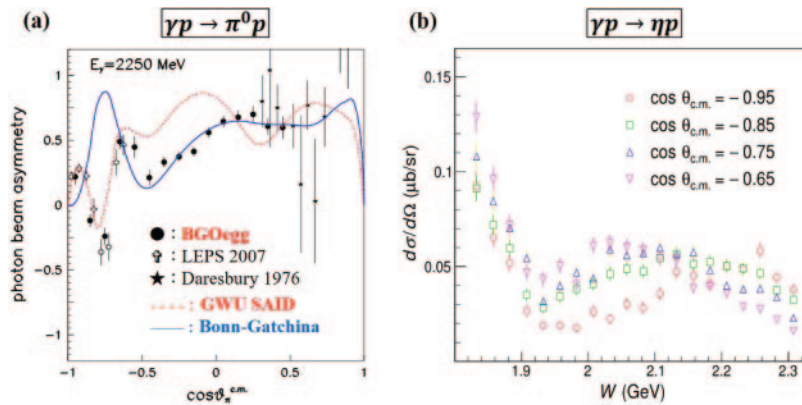 (a)
γp → π⁰p
E_γ=2250 MeV
photon beam asymmetry
1
0.5
0
-0.5
-1
● : BGOegg
✞ : LEPS 2007
★ : Daresbury 1976
: GWU SAID
— : Bonn-Gatchina
-1 -0.5 0 0.5 1
cosϑ_π^c.m.
(b)
γp → ηp
dσ/dΩ (μb/sr)
0.15
0.1
0.05
cos θ_c.m. = − 0.95
cos θ_c.m. = − 0.85
cos θ_c.m. = − 0.75
cos θ_c.m. = − 0.65
1.9 2 2.1 2.2 2.3
W (GeV)